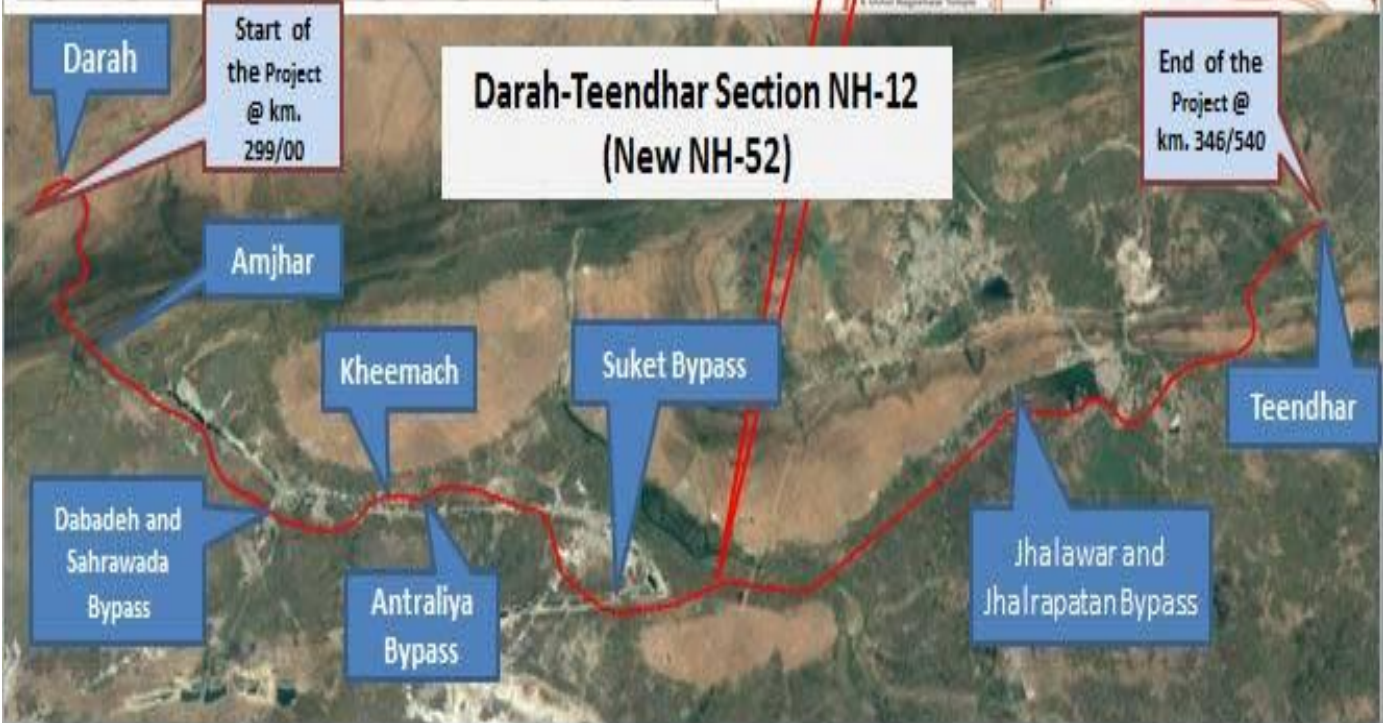 Darah
Start of
the Project
@ km.
299/00
Darah-Teendhar Section NH-12
(New NH-52)
End of the
Project @
km. 346/540
Amjhar
Kheemach
Suket Bypass
Teendhar
Dabadeh and
Sahrawada
Bypass
Antraliya
Bypass
Jhalawar and
Jhalrapatan Bypass